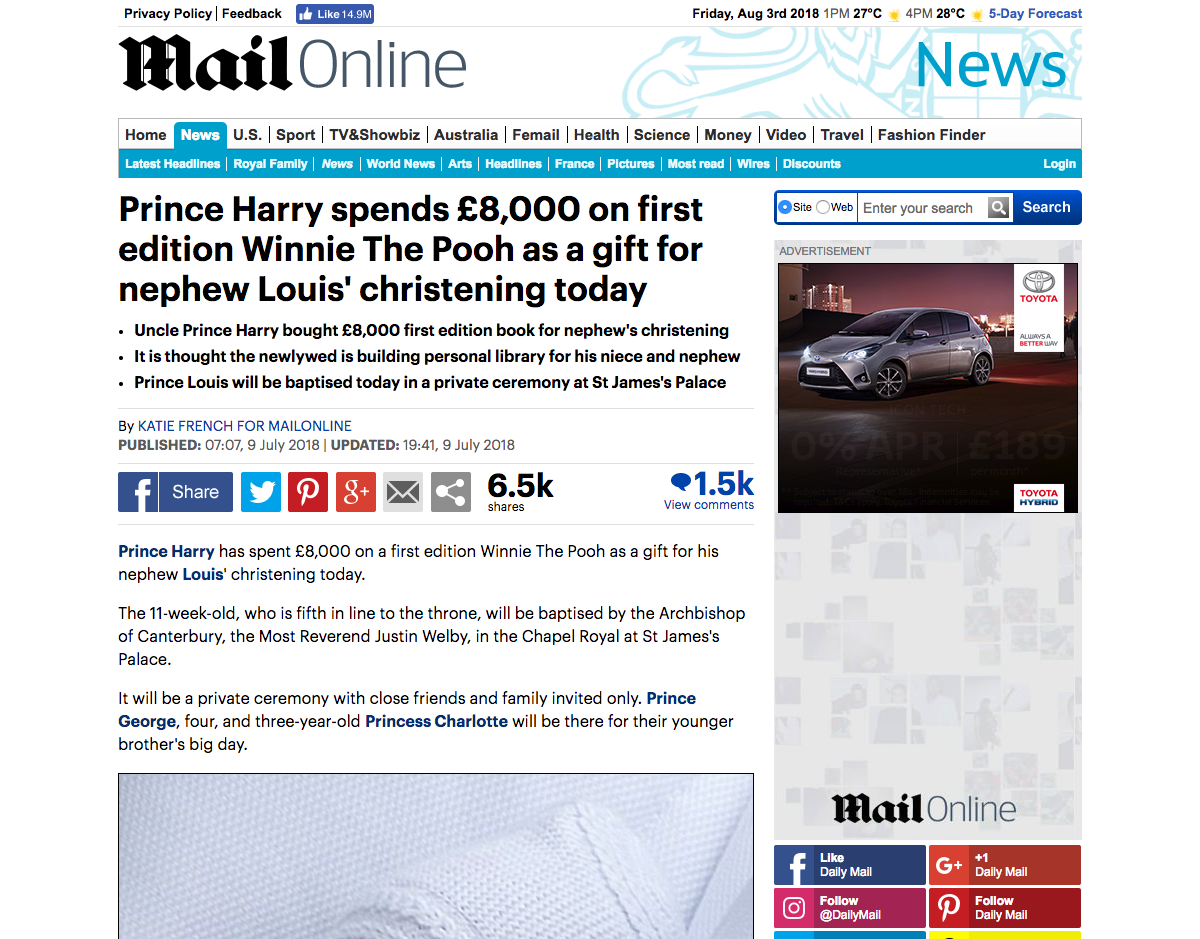 Privacy Policy Feedback Like 14.9M Friday, Aug 3rd 2018 1PM 27°C 4PM 28°C 5-Day Forecast
Mail Online News
Home News U.S. Sport TV&Showbiz Australia Femail Health Science Money Video Travel Fashion Finder
Latest Headlines Royal Family News World News Arts Headlines France Pictures Most read Wires Discounts Login
Prince Harry spends £8,000 on first
edition Winnie The Pooh as a gift for
nephew Louis' christening today
• Uncle Prince Harry bought £8,000 first edition book for nephew's christening
• It is thought the newlywed is building personal library for his niece and nephew
• Prince Louis will be baptised today in a private ceremony at St James's Palace
By KATIE FRENCH FOR MAILONLINE
PUBLISHED: 07:07, 9 July 2018 | UPDATED: 19:41, 9 July 2018
Share 6.5k
shares
1.5k
View comments
Prince Harry has spent £8,000 on a first edition Winnie The Pooh as a gift for his
nephew Louis' christening today.
The 11-week-old, who is fifth in line to the throne, will be baptised by the Archbishop
of Canterbury, the Most Reverend Justin Welby, in the Chapel Royal at St James's
Palace.
It will be a private ceremony with close friends and family invited only. Prince
George, four, and three-year-old Princess Charlotte will be there for their younger
brother's big day.
Site Web Enter your search Search
ADVERTISEMENT
TOYOTA
ALWAYS A
BETTER WAY
ICON TECH
0% APR £189
TOYOTA
HYBRID
Mail Online
Like
Daily Mail
+1
Daily Mail
Follow
@DailyMail
Follow
Daily Mail